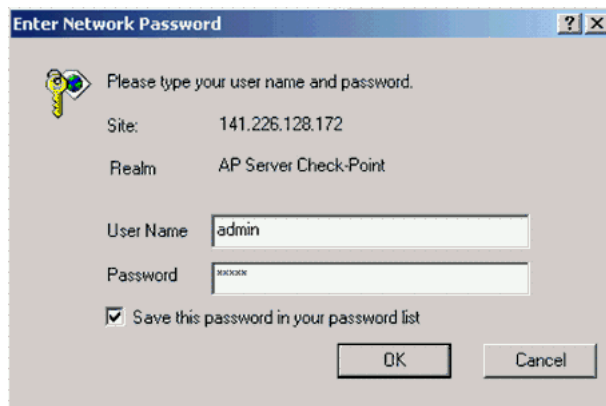 Enter Network Password
Please type your user name and password.
Site: 141.226.128.172
Realm AP Server Check-Point
User Name admin
Password xxxxx
Save this password in your password list
OK Cancel